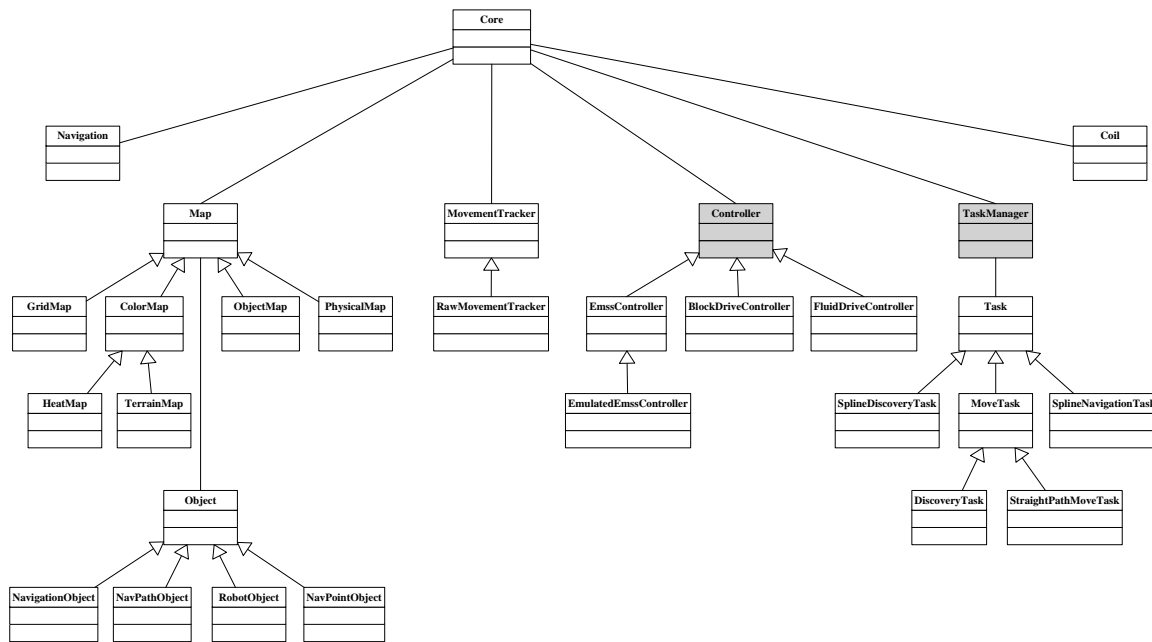 Core
Navigation
Coil
Map
MovementTracker
Controller
TaskManager
GridMap
ColorMap
ObjectMap
PhysicalMap
RawMovementTracker
EmssController
BlockDriveController
FluidDriveController
Task
HeatMap
TerrainMap
EmulatedEmssController
SplineDiscoveryTask
MoveTask
SplineNavigationTask
Object
DiscoveryTask
StraightPathMoveTask
NavigationObject
NavPathObject
RobotObject
NavPointObject